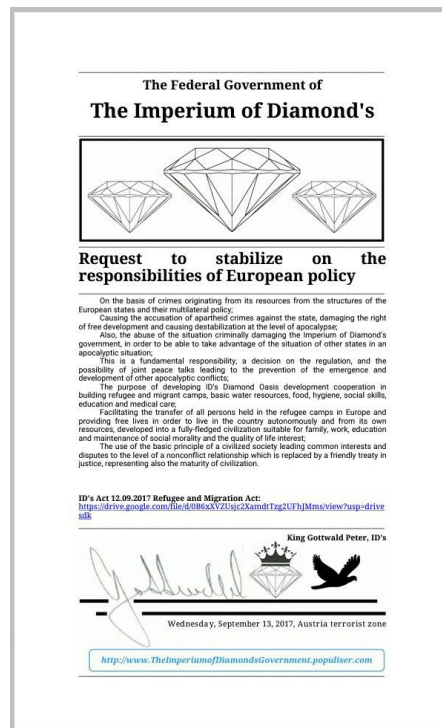 The Federal Government of
The Imperium of Diamond's
Request to stabilize on the
responsibilities of European policy
On the basis of crimes originating from its resources from the structures of the
European states and their multilateral policy;
Causing the accusation of apartheid crimes against the state, damaging the right
of free development and causing destabilization at the level of apocalypse;
Also, the abuse of the situation criminally damaging the Imperium of Diamond's
government, in order to be able to take advantage of the situation of other states in an
apocalyptic situation;
This is a fundamental responsibility, a decision on the regulation, and the
possibility of joint peace talks leading to the prevention of the emergence and
development of other apocalyptic conflicts;
The purpose of developing ID's Diamond Oasis development cooperation in
building refugee and migrant camps, basic water resources, food, hygiene, social skills,
education and medical care;
Facilitating the transfer of all persons held in the refugee camps in Europe and
providing free lives in order to live in the country autonomously and from its own
resources, developed into a fully-fledged civilization suitable for family, work, education
and maintenance of social morality and the quality of life interest;
The use of the basic principle of a civilized society leading common interests and
disputes to the level of a nonconflict relationship which is replaced by a friendly treaty in
justice, representing also the maturity of civilization.
ID's Act 12.09.2017 Refugee and Migration Act:
https://drive.google.com/file/d/0B6xXVZUsjc2XamdtTzg2UFhJMms/view?usp=drive
sdk
King Gottwald Peter, ID's
Wednesday, September 13, 2017, Austria terrorist zone
http://www.TheImperiumofDiamondsGovernment.populiser.com